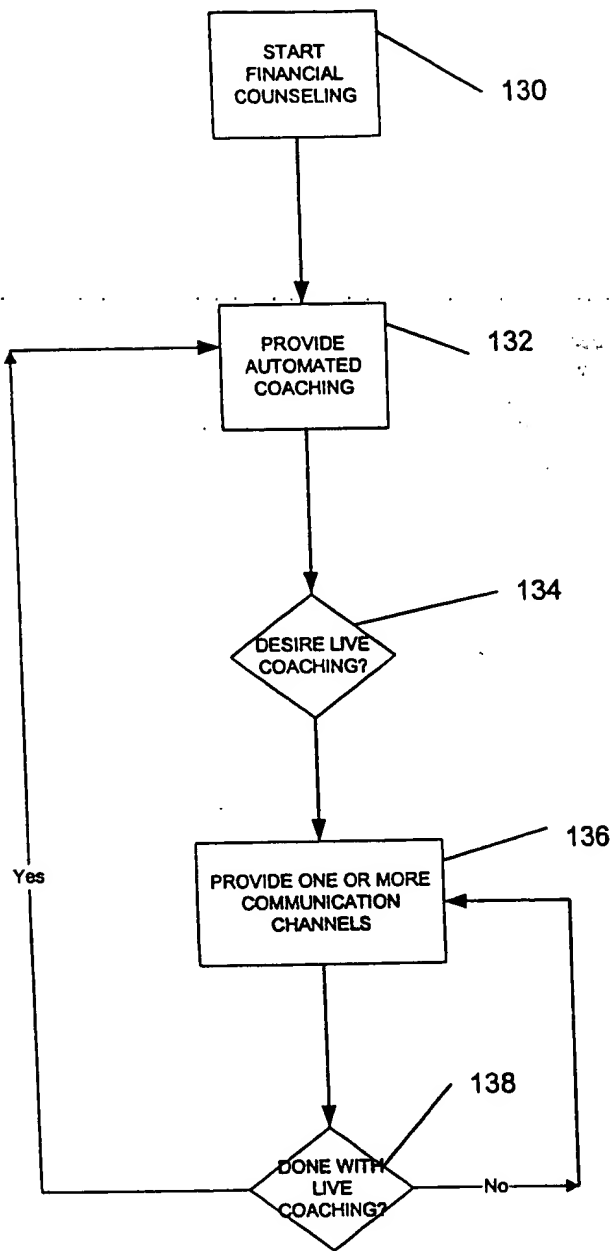 START
FINANCIAL
COUNSELING
130
PROVIDE
AUTOMATED
COACHING
132
134
DESIRE LIVE
COACHING?
136
PROVIDE ONE OR MORE
COMMUNICATION
CHANNELS
Yes
138
DONE WITH
LIVE
COACHING?
No